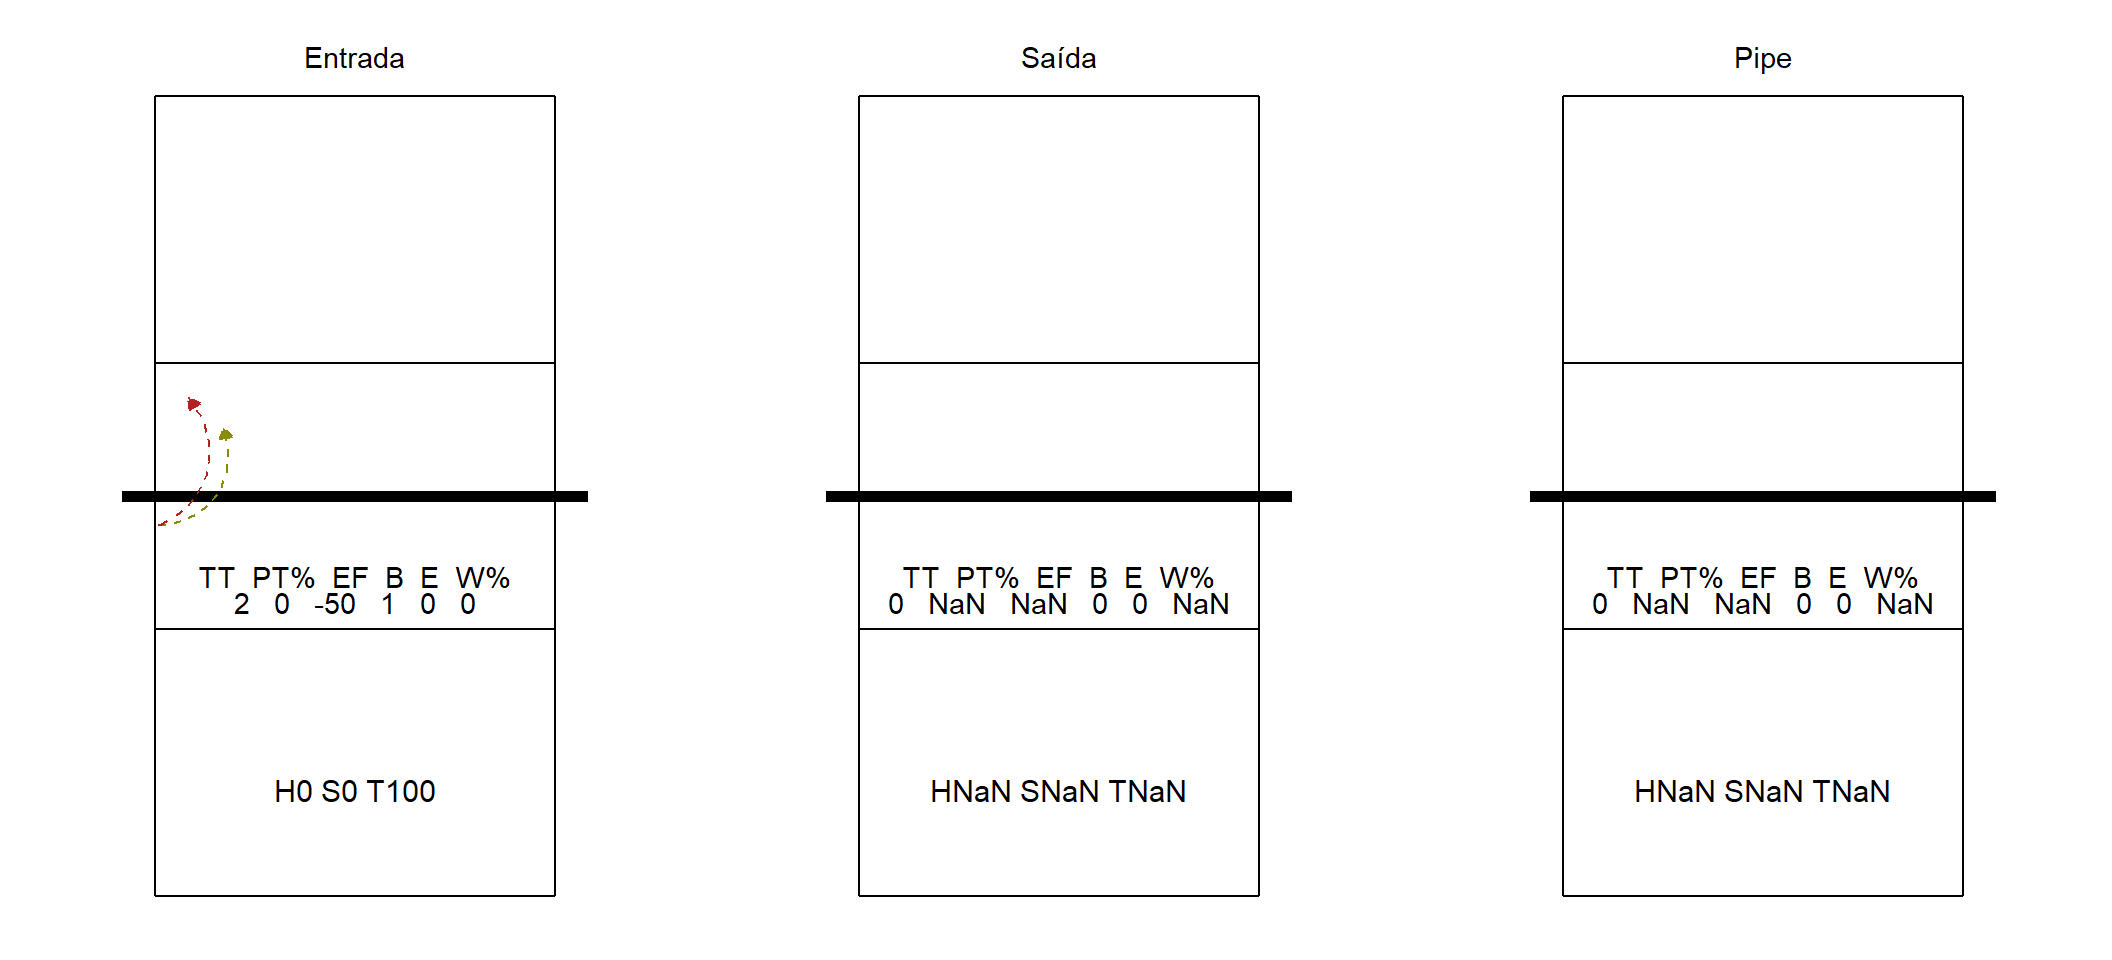 Entrada
TT PT% EF B E W%
2 0 -50 1 0 0
H0 S0 T100
Saída
TT PT% EF B E W%
0 NaN NaN 0 0 NaN
HNaN SNaN TNaN
Pipe
TT PT% EF B E W%
0 NaN NaN 0 0 NaN
HNaN SNaN TNaN